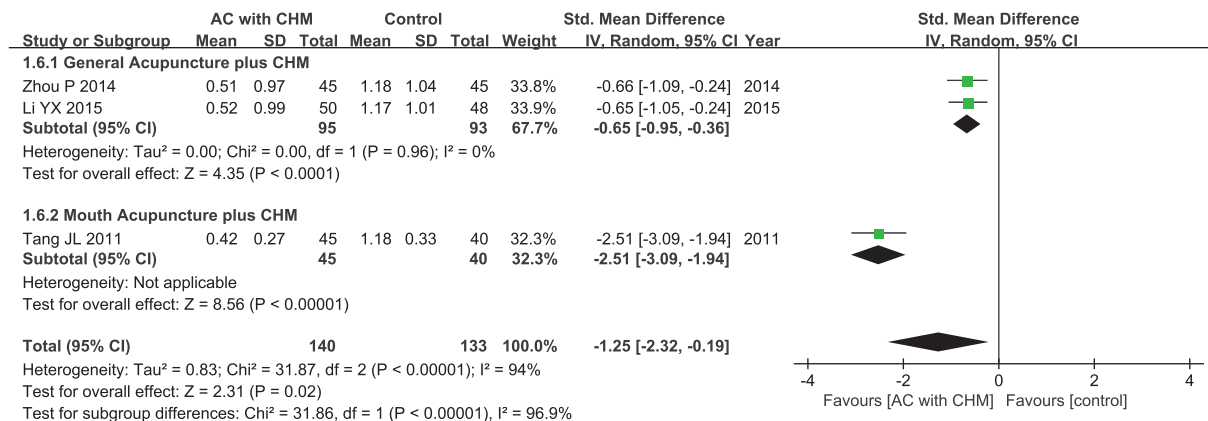 AC with CHM Control Std. Mean Difference Std. Mean Difference
Study or Subgroup Mean SD Total Mean SD Total Weight IV, Random, 95% CI Year IV, Random, 95% CI
1.6.1 General Acupuncture plus CHM
Zhou P 2014 0.51 0.97 45 1.18 1.04 45 33.8% -0.66 [-1.09, -0.24] 2014
Li YX 2015 0.52 0.99 50 1.17 1.01 48 33.9% -0.65 [-1.05, -0.24] 2015
Subtotal (95% CI) 95 93 67.7% -0.65 [-0.95, -0.36]
Heterogeneity: Tau² = 0.00; Chi² = 0.00, df = 1 (P = 0.96); I² = 0%
Test for overall effect: Z = 4.35 (P < 0.0001)
1.6.2 Mouth Acupuncture plus CHM
Tang JL 2011 0.42 0.27 45 1.18 0.33 40 32.3% -2.51 [-3.09, -1.94] 2011
Subtotal (95% CI) 45 40 32.3% -2.51 [-3.09, -1.94]
Heterogeneity: Not applicable
Test for overall effect: Z = 8.56 (P < 0.00001)
Total (95% CI) 140 133 100.0% -1.25 [-2.32, -0.19]
Heterogeneity: Tau² = 0.83; Chi² = 31.87, df = 2 (P < 0.00001); I² = 94%
Test for overall effect: Z = 2.31 (P = 0.02)
Test for subgroup differences: Chi² = 31.86, df = 1 (P < 0.00001), I² = 96.9%
-4 -2 0 2 4
Favours [AC with CHM] Favours [control]